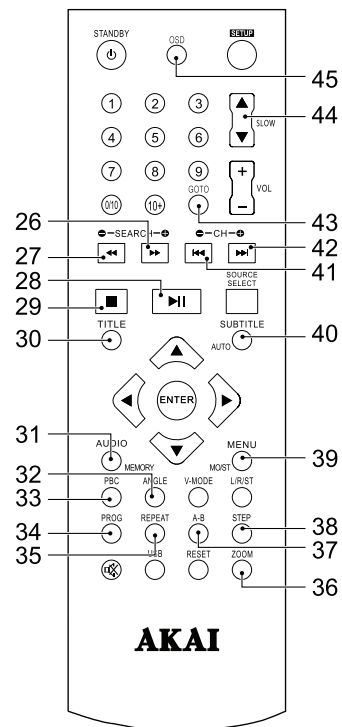 STANDBY OSD SETUP
45
1 2 3
44
SLOW
4 5 6
7 8 9 + VOL
0/10 10+ GOTO −
43
26 −SEARCH+ −CH+
42
27
41
28
SOURCE
SELECT
29
TITLE SUBTITLE
30 AUTO 40
ENTER
31
AUDIO MENU
32 MEMORY MO/ST 39
PBC ANGLE V-MODE L/R/ST
33
34 PROG REPEAT A-B STEP 38
35 37
USB RESET ZOOM
36
AKAI